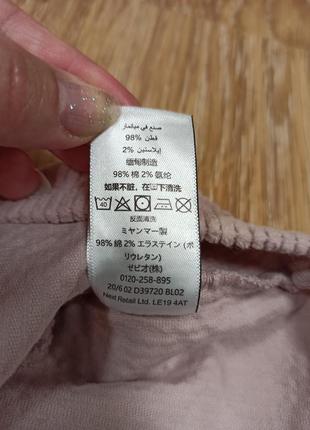 صنع في ميانمار
98% قطن
2% إيلاستين
缅甸制造
98% 棉 2% 氨纶
如果不脏，在 30 下清洗
40
反面清洗
ミャンマー製
98% 綿 2% エラステイン (ポ
リウレタン)
ゼビオ(株)
0120-258-895
20/6 02 D39720 BL02
Next Retail Ltd. LE19 4AT